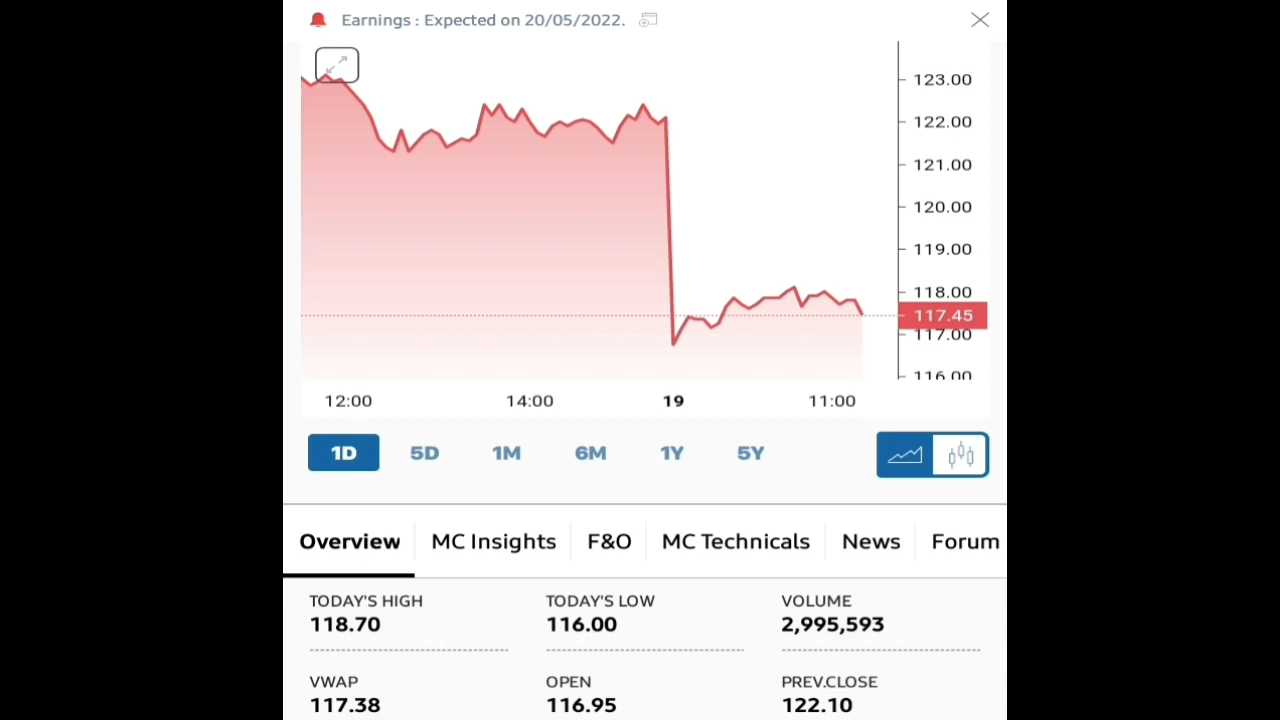 Earnings : Expected on 20/05/2022.
123.00
122.00
121.00
120.00
119.00
118.00
117.45
117.00
116.00
12:00 14:00 19 11:00
1D 5D 1M 6M 1Y 5Y
Overview MC Insights F&O MC Technicals News Forum
TODAY'S HIGH TODAY'S LOW VOLUME
118.70 116.00 2,995,593
VWAP OPEN PREV.CLOSE
117.38 116.95 122.10